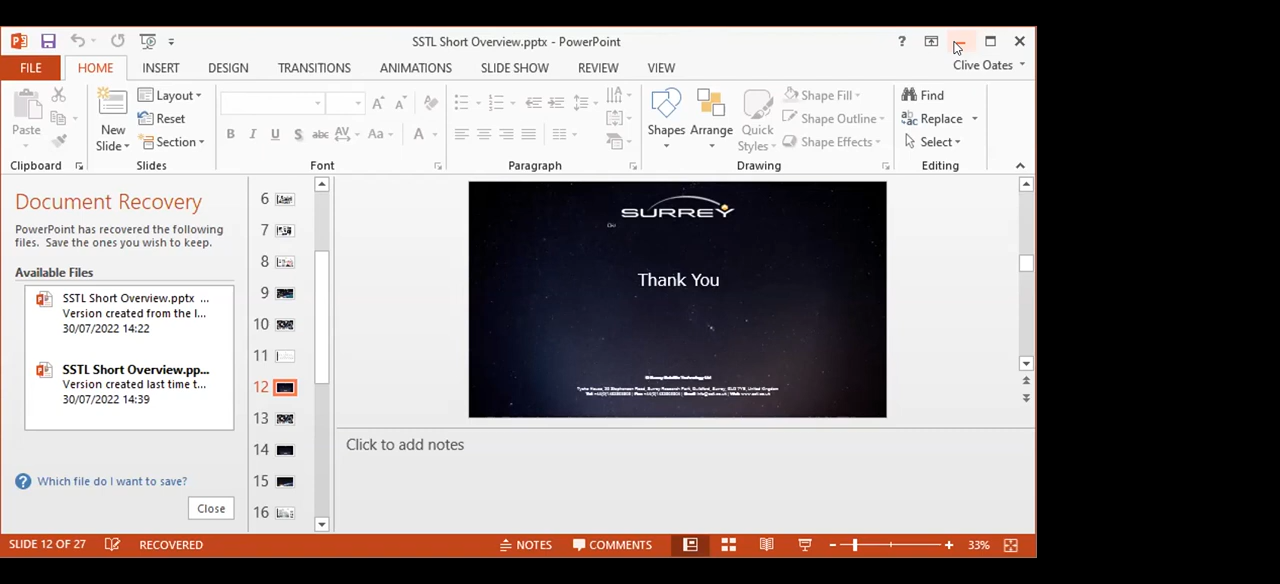 SSTL Short Overview.pptx - PowerPoint
?
Clive Oates
FILE HOME INSERT DESIGN TRANSITIONS ANIMATIONS SLIDE SHOW REVIEW VIEW
Paste
New
Slide
Layout
Reset
Section
Shapes
Arrange
Quick
Styles
Shape Fill
Shape Outline
Shape Effects
Find
Replace
Select
Clipboard Slides Font Paragraph Drawing Editing
Document Recovery
PowerPoint has recovered the following
files. Save the ones you wish to keep.
Available Files
SSTL Short Overview.pptx ...
Version created from the l...
30/07/2022 14:22
SSTL Short Overview.pp...
Version created last time t...
30/07/2022 14:39
Which file do I want to save?
Close
6
7
8
9
10
11
12
13
14
15
16
SURREY
Thank You
Click to add notes
SLIDE 12 OF 27 RECOVERED NOTES COMMENTS 33%